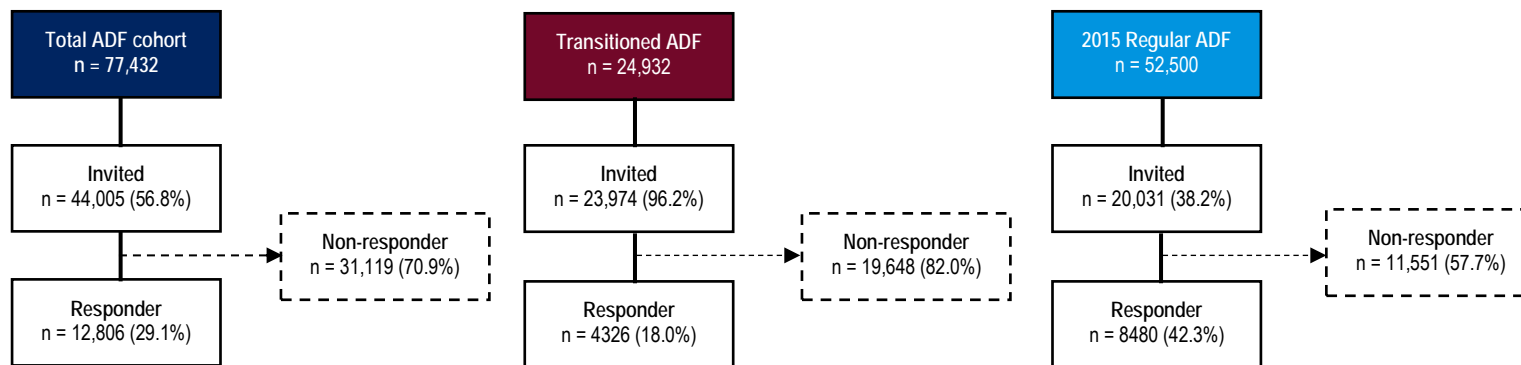 Total ADF cohort
n = 77,432
Invited
n = 44,005 (56.8%)
Non-responder
n = 31,119 (70.9%)
Responder
n = 12,806 (29.1%)
Transitioned ADF
n = 24,932
Invited
n = 23,974 (96.2%)
Non-responder
n = 19,648 (82.0%)
Responder
n = 4326 (18.0%)
2015 Regular ADF
n = 52,500
Invited
n = 20,031 (38.2%)
Non-responder
n = 11,551 (57.7%)
Responder
n = 8480 (42.3%)